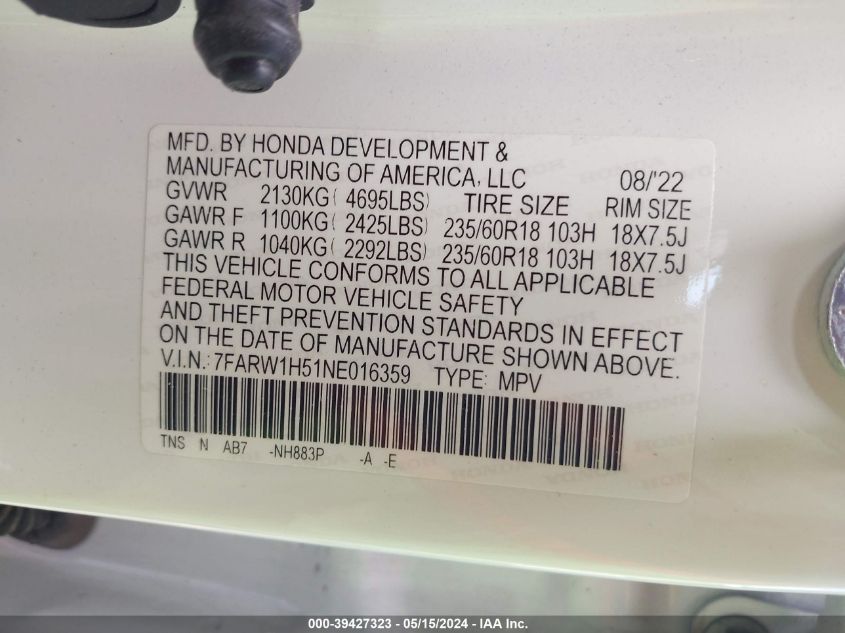 MFD. BY HONDA DEVELOPMENT &
MANUFACTURING OF AMERICA, LLC 08/'22
GVWR 2130KG( 4695LBS) TIRE SIZE RIM SIZE
GAWR F 1100KG( 2425LBS) 235/60R18 103H 18X7.5J
GAWR R 1040KG( 2292LBS) 235/60R18 103H 18X7.5J
THIS VEHICLE CONFORMS TO ALL APPLICABLE
FEDERAL MOTOR VEHICLE SAFETY
AND THEFT PREVENTION STANDARDS IN EFFECT
ON THE DATE OF MANUFACTURE SHOWN ABOVE.
V.I.N.: 7FARW1H51NE016359 TYPE: MPV
TNS N AB7 -NH883P -A -E
000-39427323 - 05/15/2024 - IAA Inc.